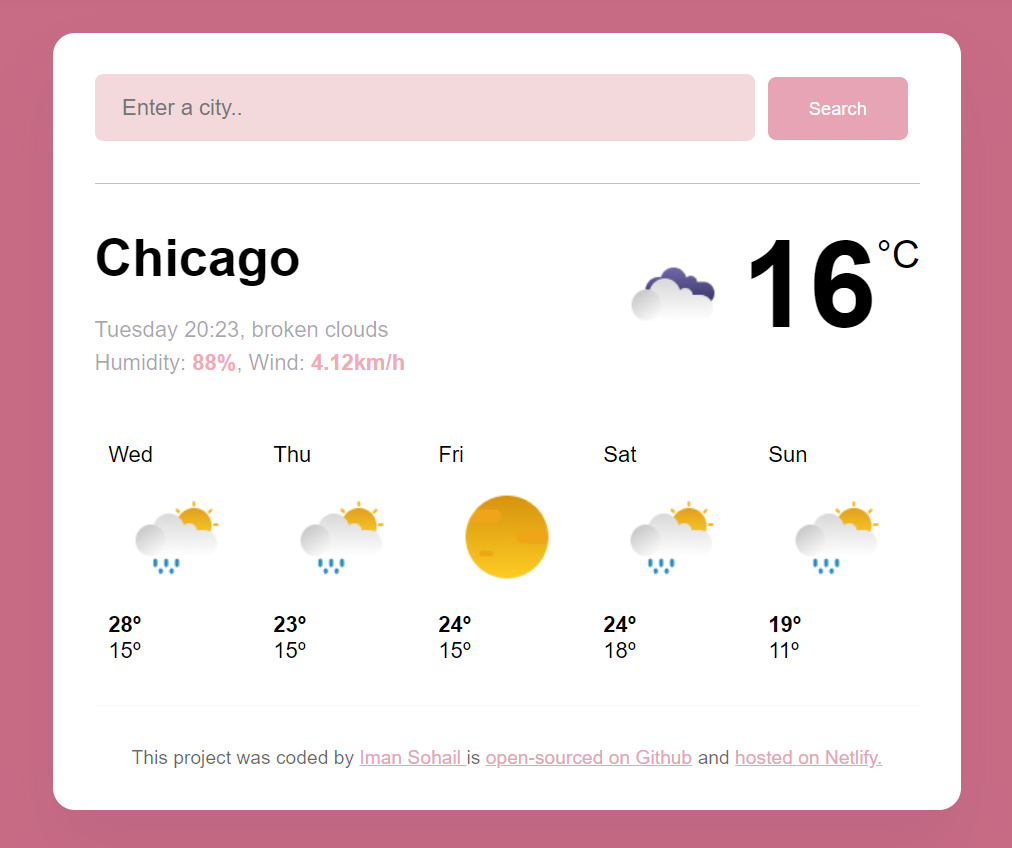 Enter a city..
Search
Chicago
16 °C
Tuesday 20:23, broken clouds
Humidity: 88%, Wind: 4.12km/h
Wed Thu Fri Sat Sun
28º 23º 24º 24º 19º
15º 15º 15º 18º 11º
This project was coded by Iman Sohail is open-sourced on Github and hosted on Netlify.